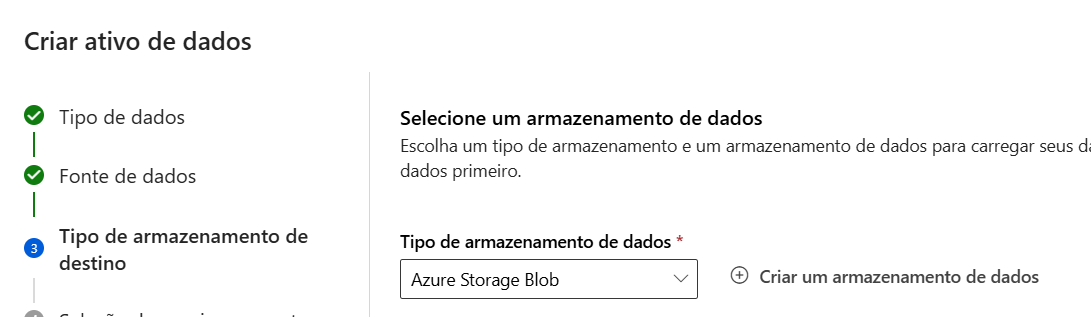 Criar ativo de dados
Tipo de dados
Fonte de dados
3
Tipo de armazenamento de
destino
Selecione um armazenamento de dados
Escolha um tipo de armazenamento e um armazenamento de dados para carregar seus
dados primeiro.
Tipo de armazenamento de dados *
Azure Storage Blob
Criar um armazenamento de dados